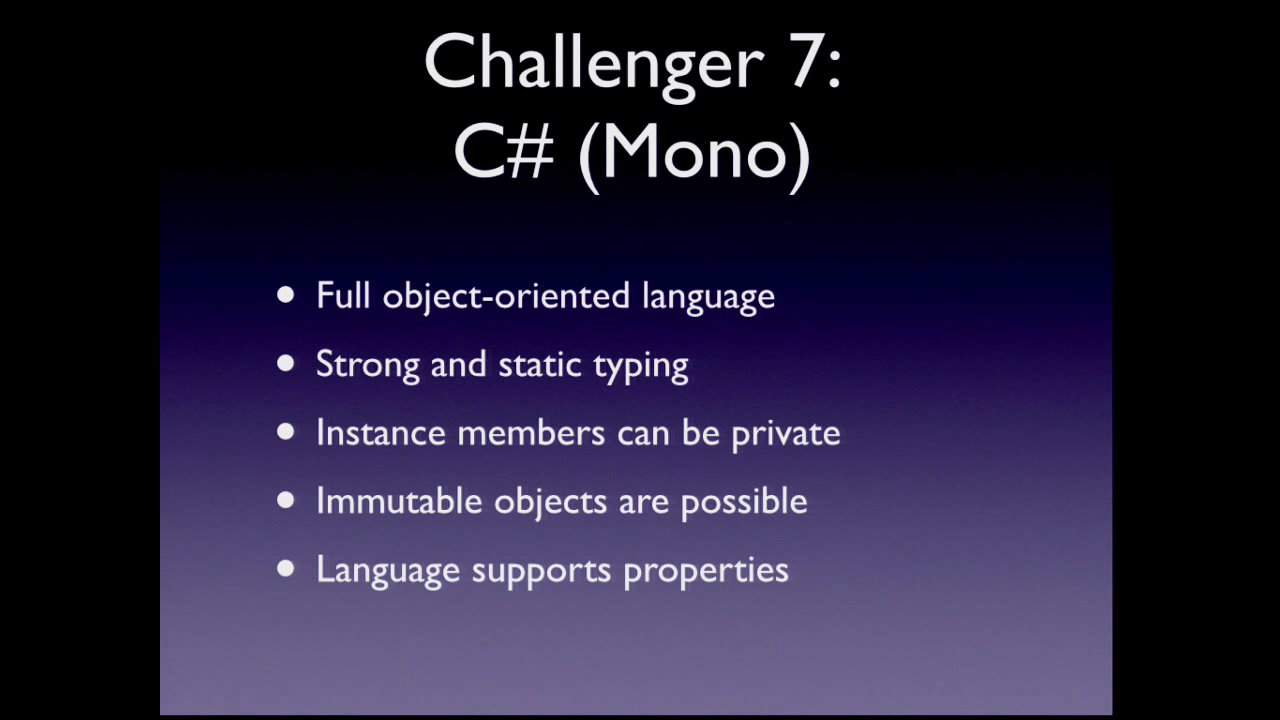 Challenger 7:
C# (Mono)
• Full object-oriented language
• Strong and static typing
• Instance members can be private
• Immutable objects are possible
• Language supports properties